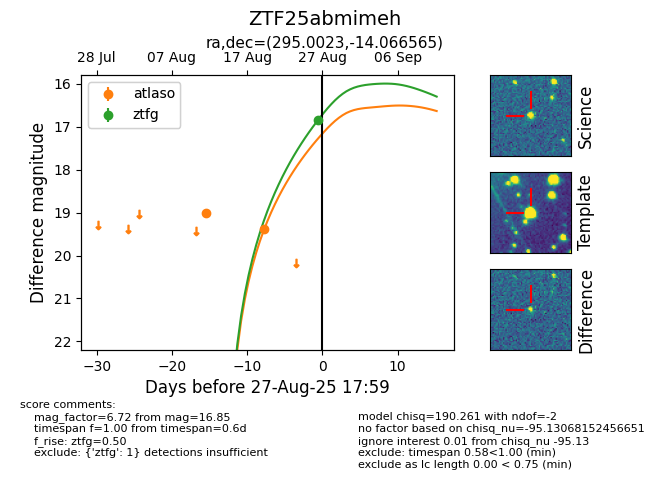 ZTF25abmimeh
ra,dec=(295.0023,-14.066565)
28 Jul 07 Aug 17 Aug 27 Aug 06 Sep
atlaso
ztfg
16
17
18
19
20
21
22
Difference magnitude
−30 −20 −10 0 10
Days before 27-Aug-25 17:59
Science
Template
Difference
score comments:
mag_factor=6.72 from mag=16.85
timespan f=1.00 from timespan=0.6d
f_rise: ztfg=0.50
exclude: {'ztfg': 1} detections insufficient
model chisq=190.261 with ndof=-2
no factor based on chisq_nu=-95.13068152456651
ignore interest 0.01 from chisq_nu -95.13
exclude: timespan 0.58<1.00 (min)
exclude as lc length 0.00 < 0.75 (min)